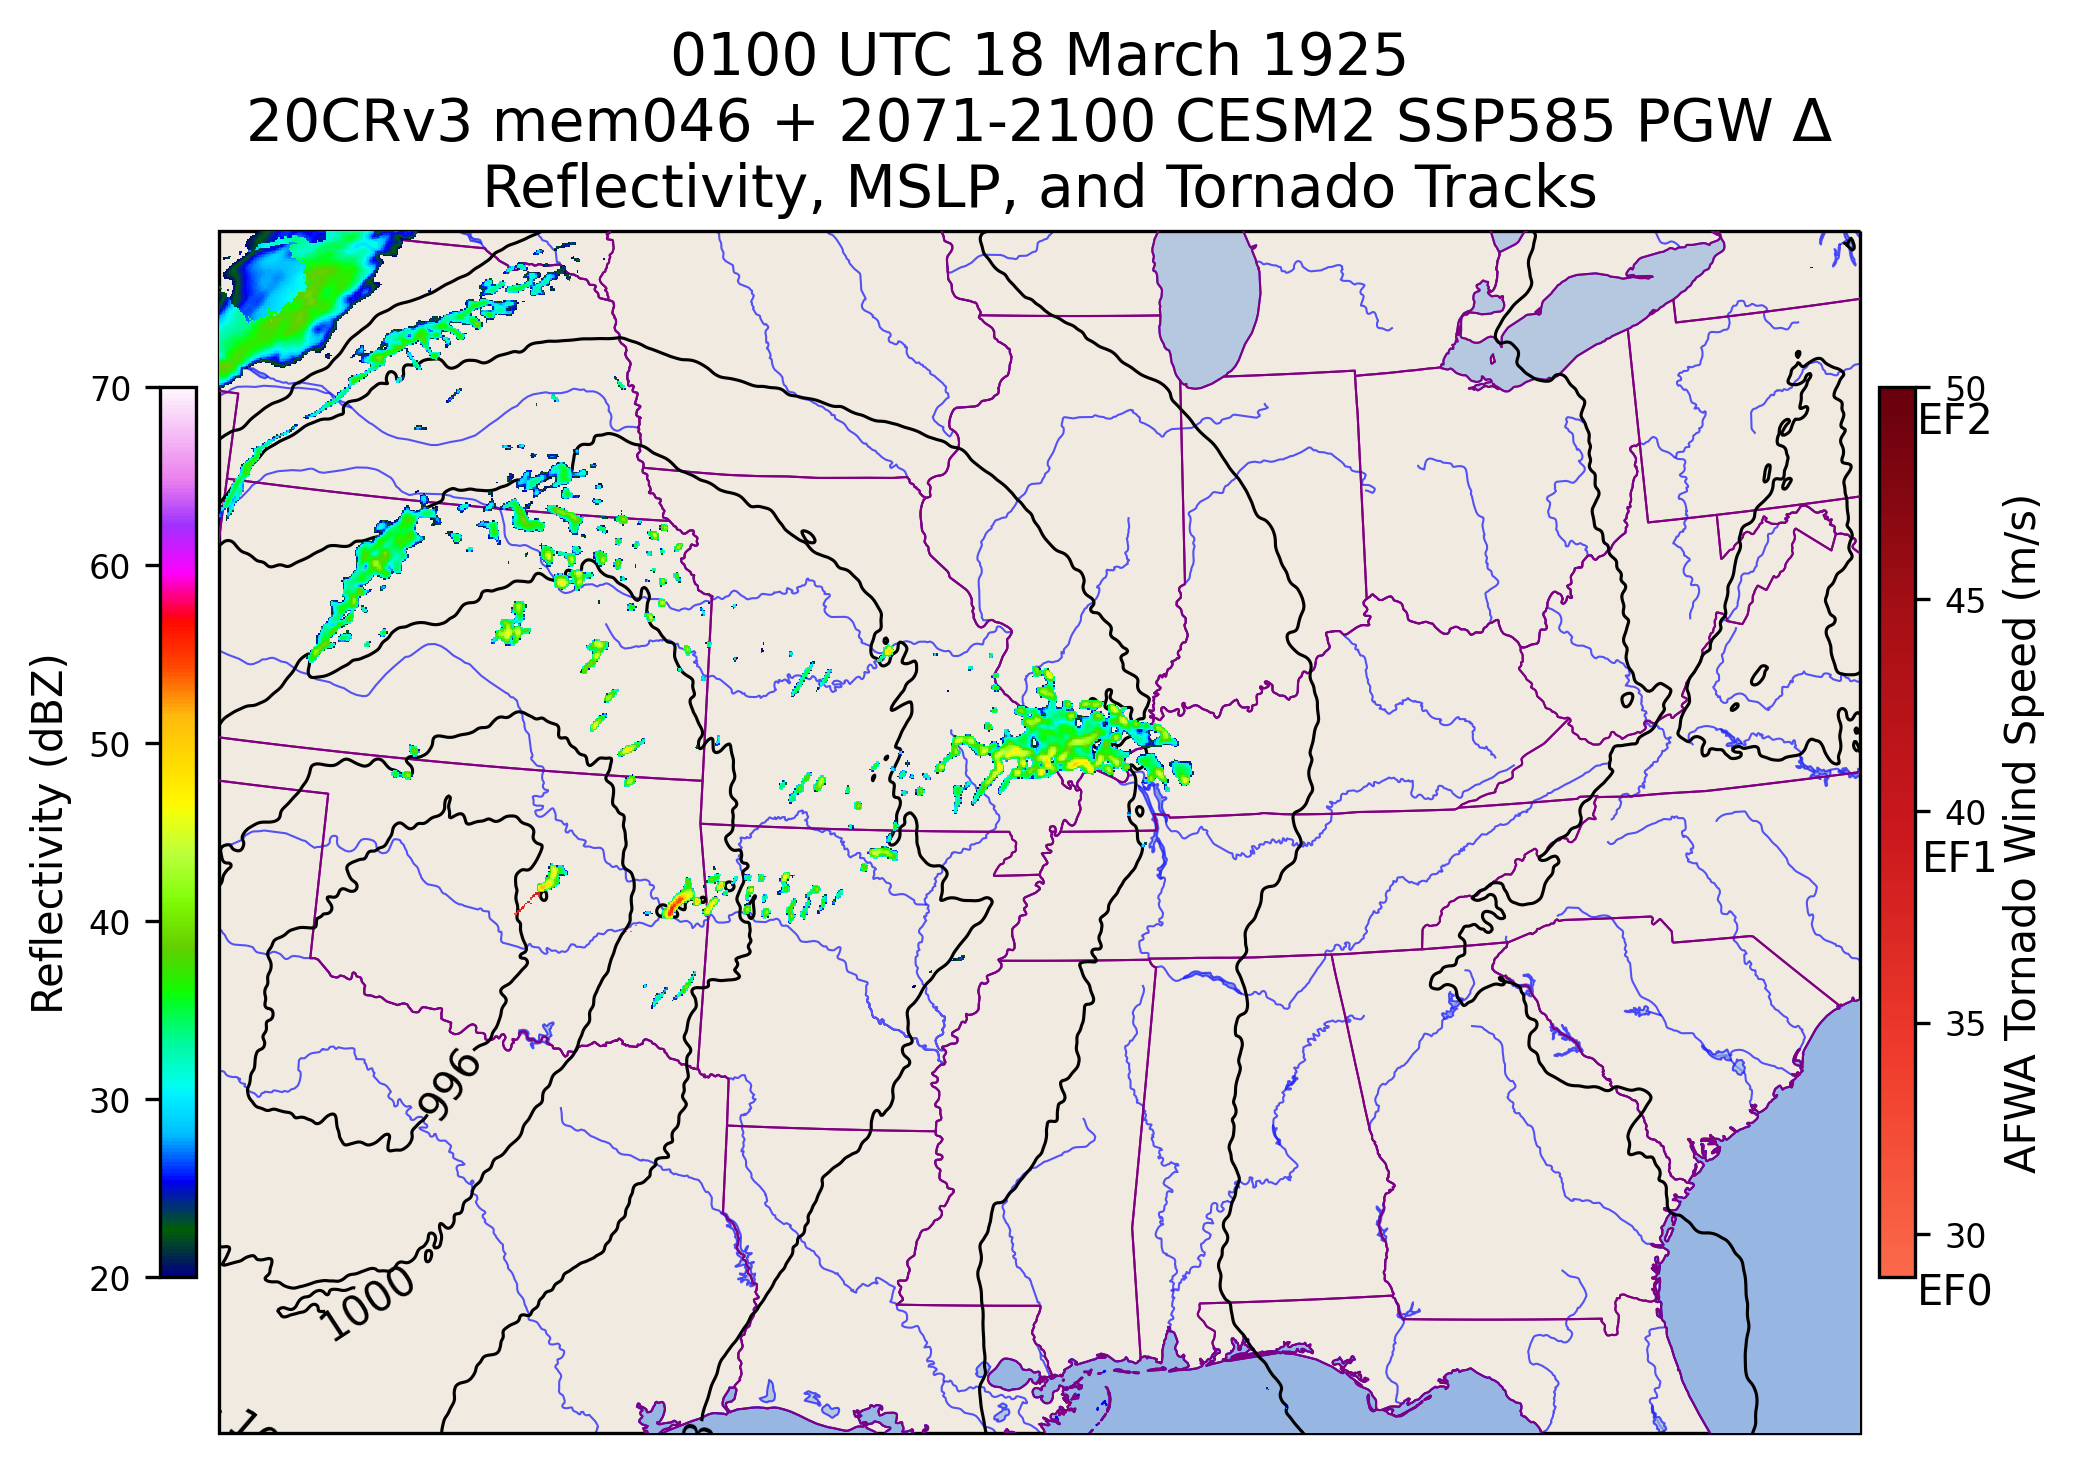 0100 UTC 18 March 1925
20CRv3 mem046 + 2071-2100 CESM2 SSP585 PGW Δ
Reflectivity, MSLP, and Tornado Tracks
70
60
50
40
30
20
Reflectivity (dBZ)
996
1000
50
EF2
45
40
EF1
35
30
EF0
AFWA Tornado Wind Speed (m/s)